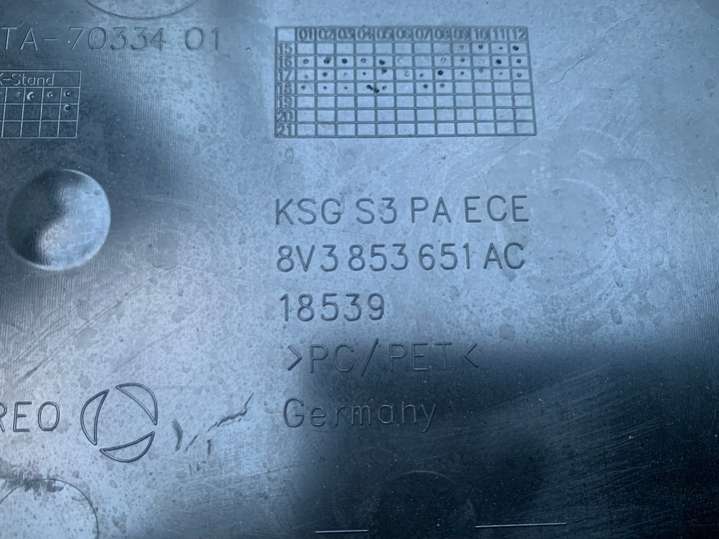 TA-70334 01
K-Stand
01 02 03 04 05 06 07 08 09 10 11 12
15
16
17
18
19
20
21
KSG S3 PA ECE
8V3 853 651 AC
18539
>PC/PET<
REO
Germany